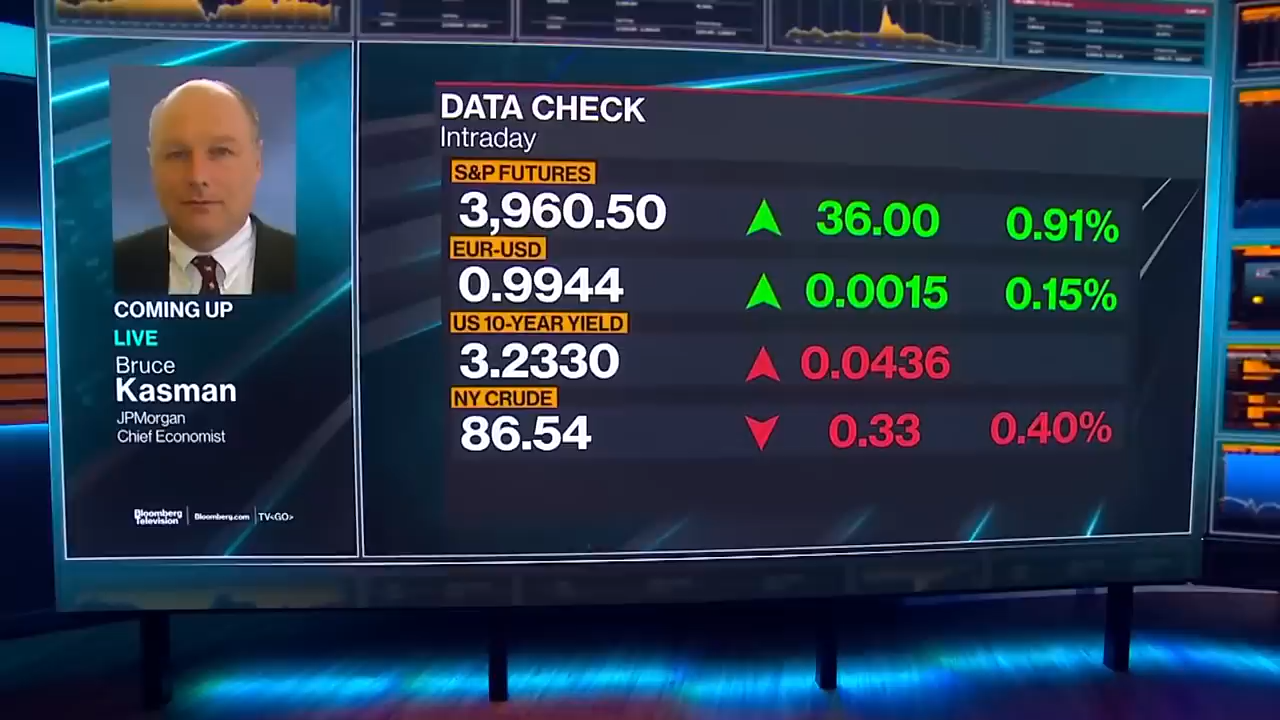 COMING UP
LIVE
Bruce
Kasman
JPMorgan
Chief Economist
Bloomberg
Television
Bloomberg.com
TV<GO>
DATA CHECK
Intraday
S&P FUTURES
3,960.50 ▲ 36.00 0.91%
EUR-USD
0.9944 ▲ 0.0015 0.15%
US 10-YEAR YIELD
3.2330 ▲ 0.0436
NY CRUDE
86.54 ▼ 0.33 0.40%